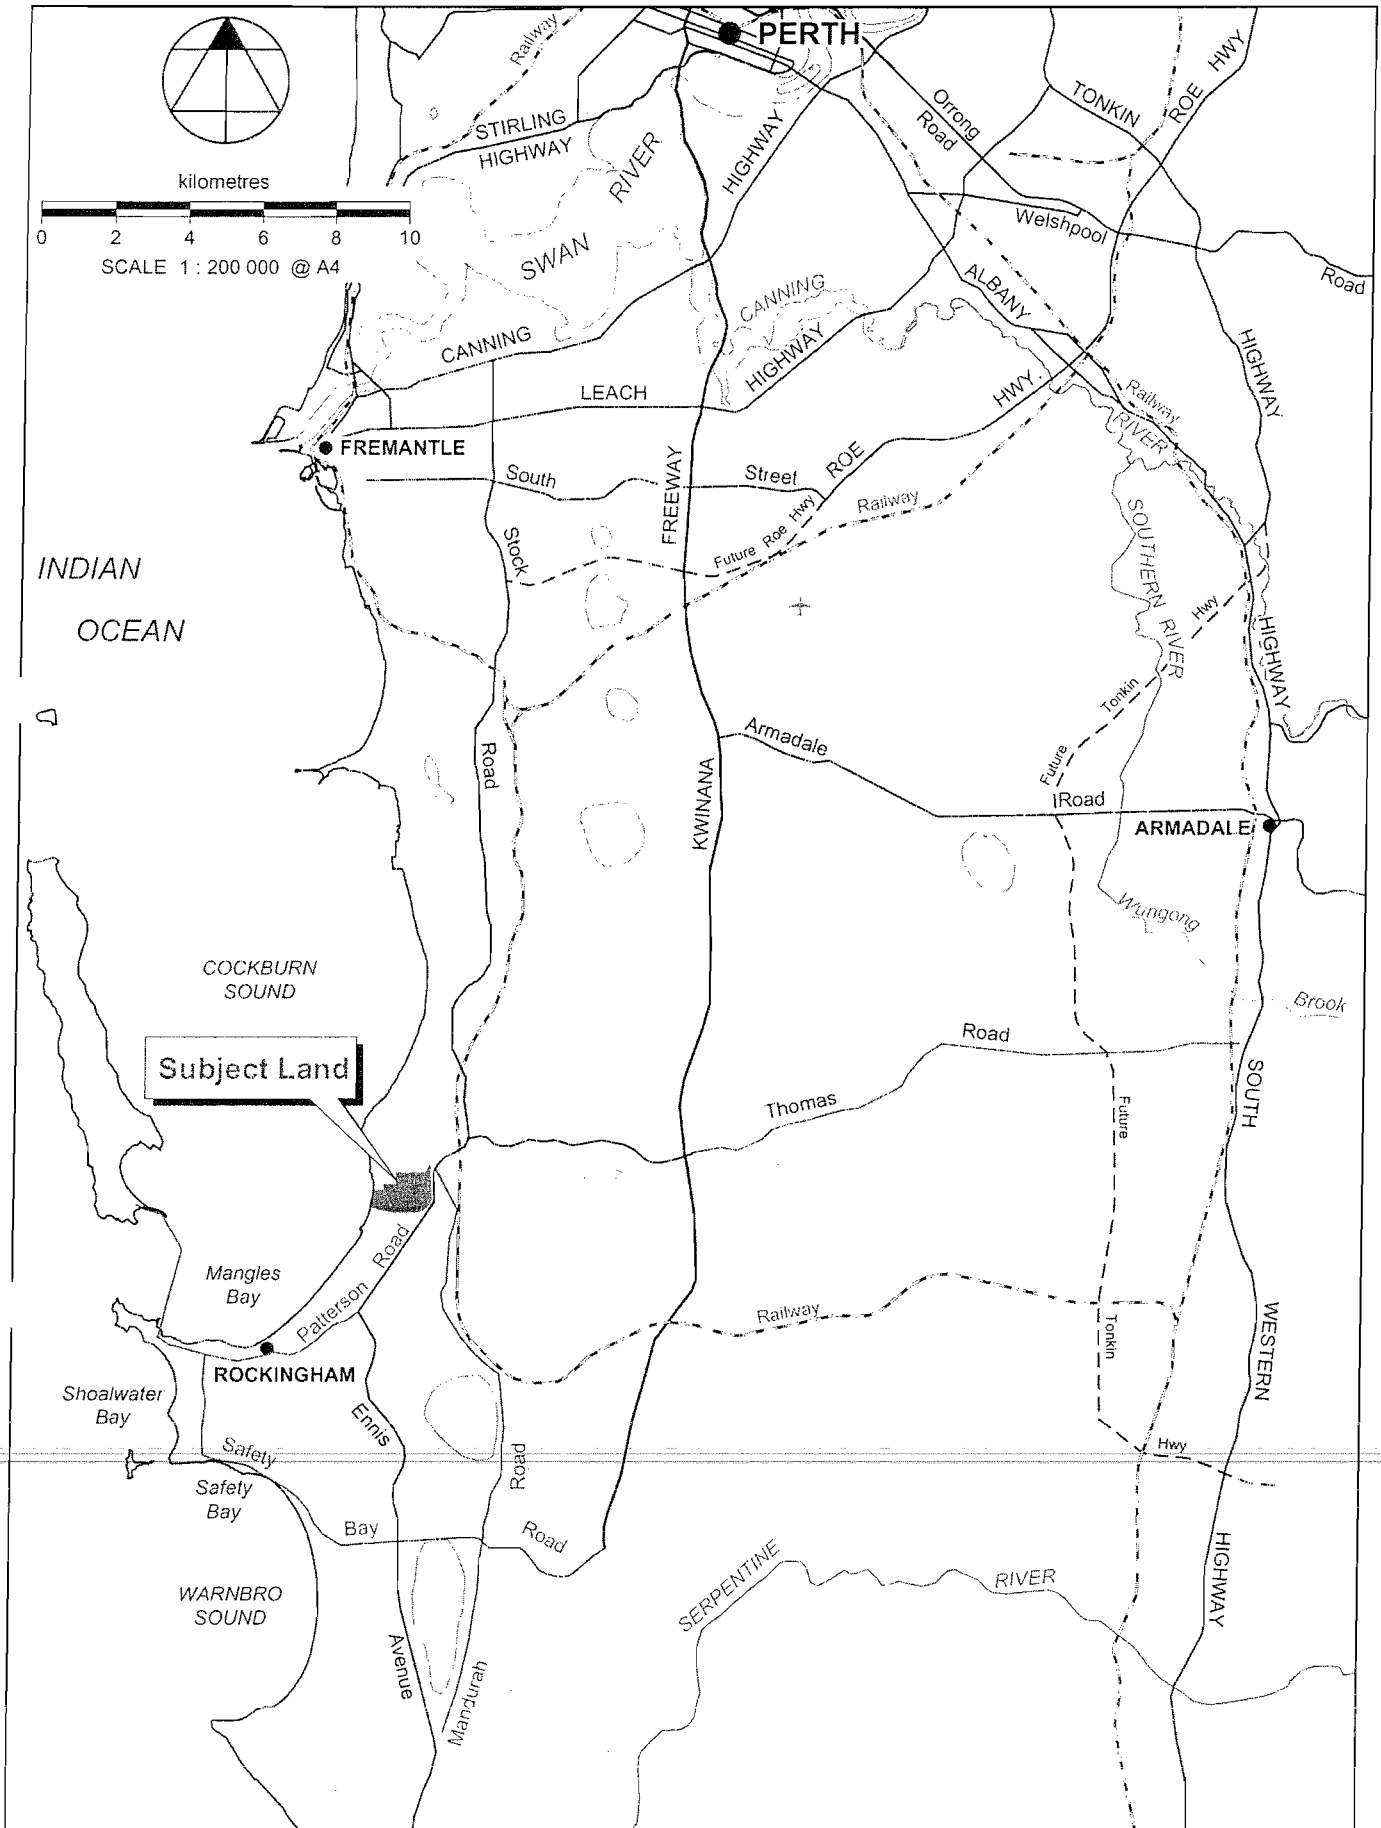 PERTH
Railway
STIRLING
HIGHWAY
RIVER
SWAN
HIGHWAY
Orrong
Road
TONKIN
ROE
HWY
kilometres
0 2 4 6 8 10
SCALE 1 : 200 000 @ A4
Welshpool
Road
ALBANY
CANNING
CANNING
HIGHWAY
HIGHWAY
LEACH
HWY.
FREMANTLE
Railway
RIVER
South
Street
ROE
FREEWAY
Railway
Stock
Future Roe Hwy
SOUTHERN RIVER
Hwy
HIGHWAY
INDIAN
OCEAN
Tonkin
Future
Armadale
Road
Road
KWINANA
ARMADALE
Wungong
Brook
COCKBURN
SOUND
Subject Land
Road
Thomas
SOUTH
Future
Mangles
Bay
Patterson Road
Railway
Tonkin
WESTERN
ROCKINGHAM
Shoalwater
Bay
Ennis
Safety
Road
Hwy
Safety
Bay
Bay
Road
HIGHWAY
SERPENTINE
RIVER
WARNBRO
SOUND
Avenue
Mandurah